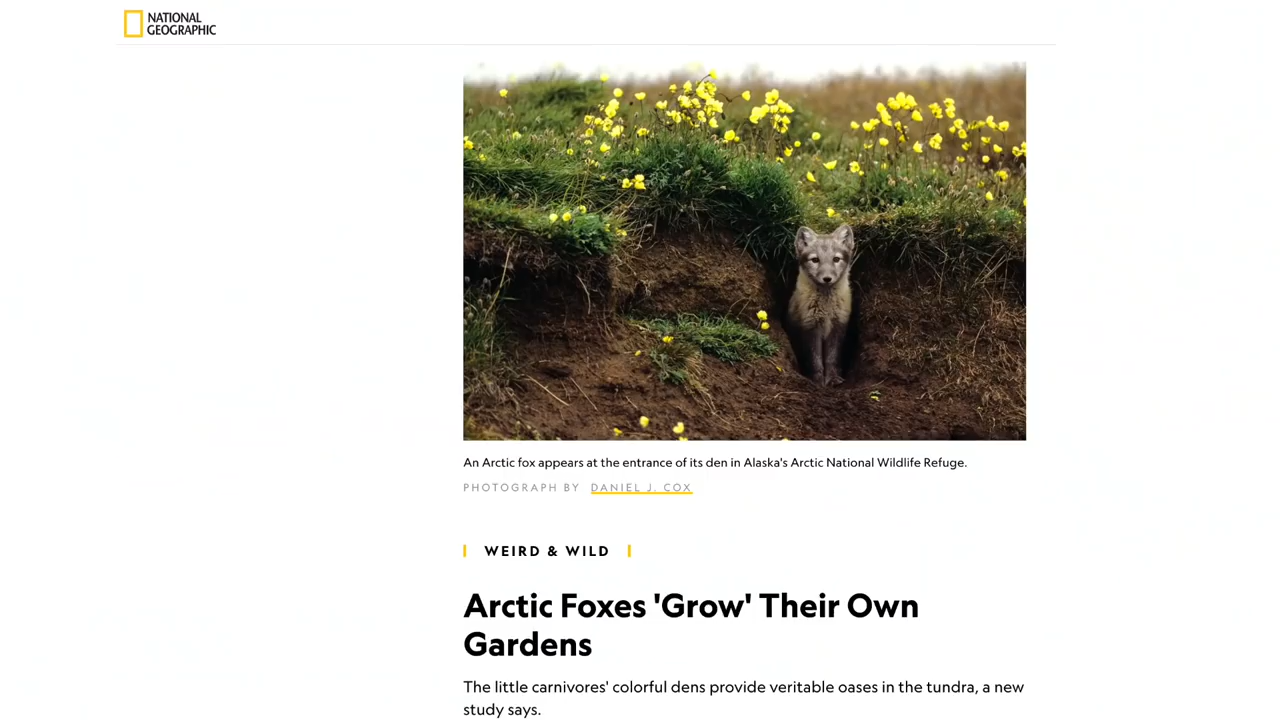 NATIONAL
GEOGRAPHIC
An Arctic fox appears at the entrance of its den in Alaska's Arctic National Wildlife Refuge.
PHOTOGRAPH BY DANIEL J. COX
WEIRD & WILD
Arctic Foxes 'Grow' Their Own
Gardens
The little carnivores' colorful dens provide veritable oases in the tundra, a new
study says.